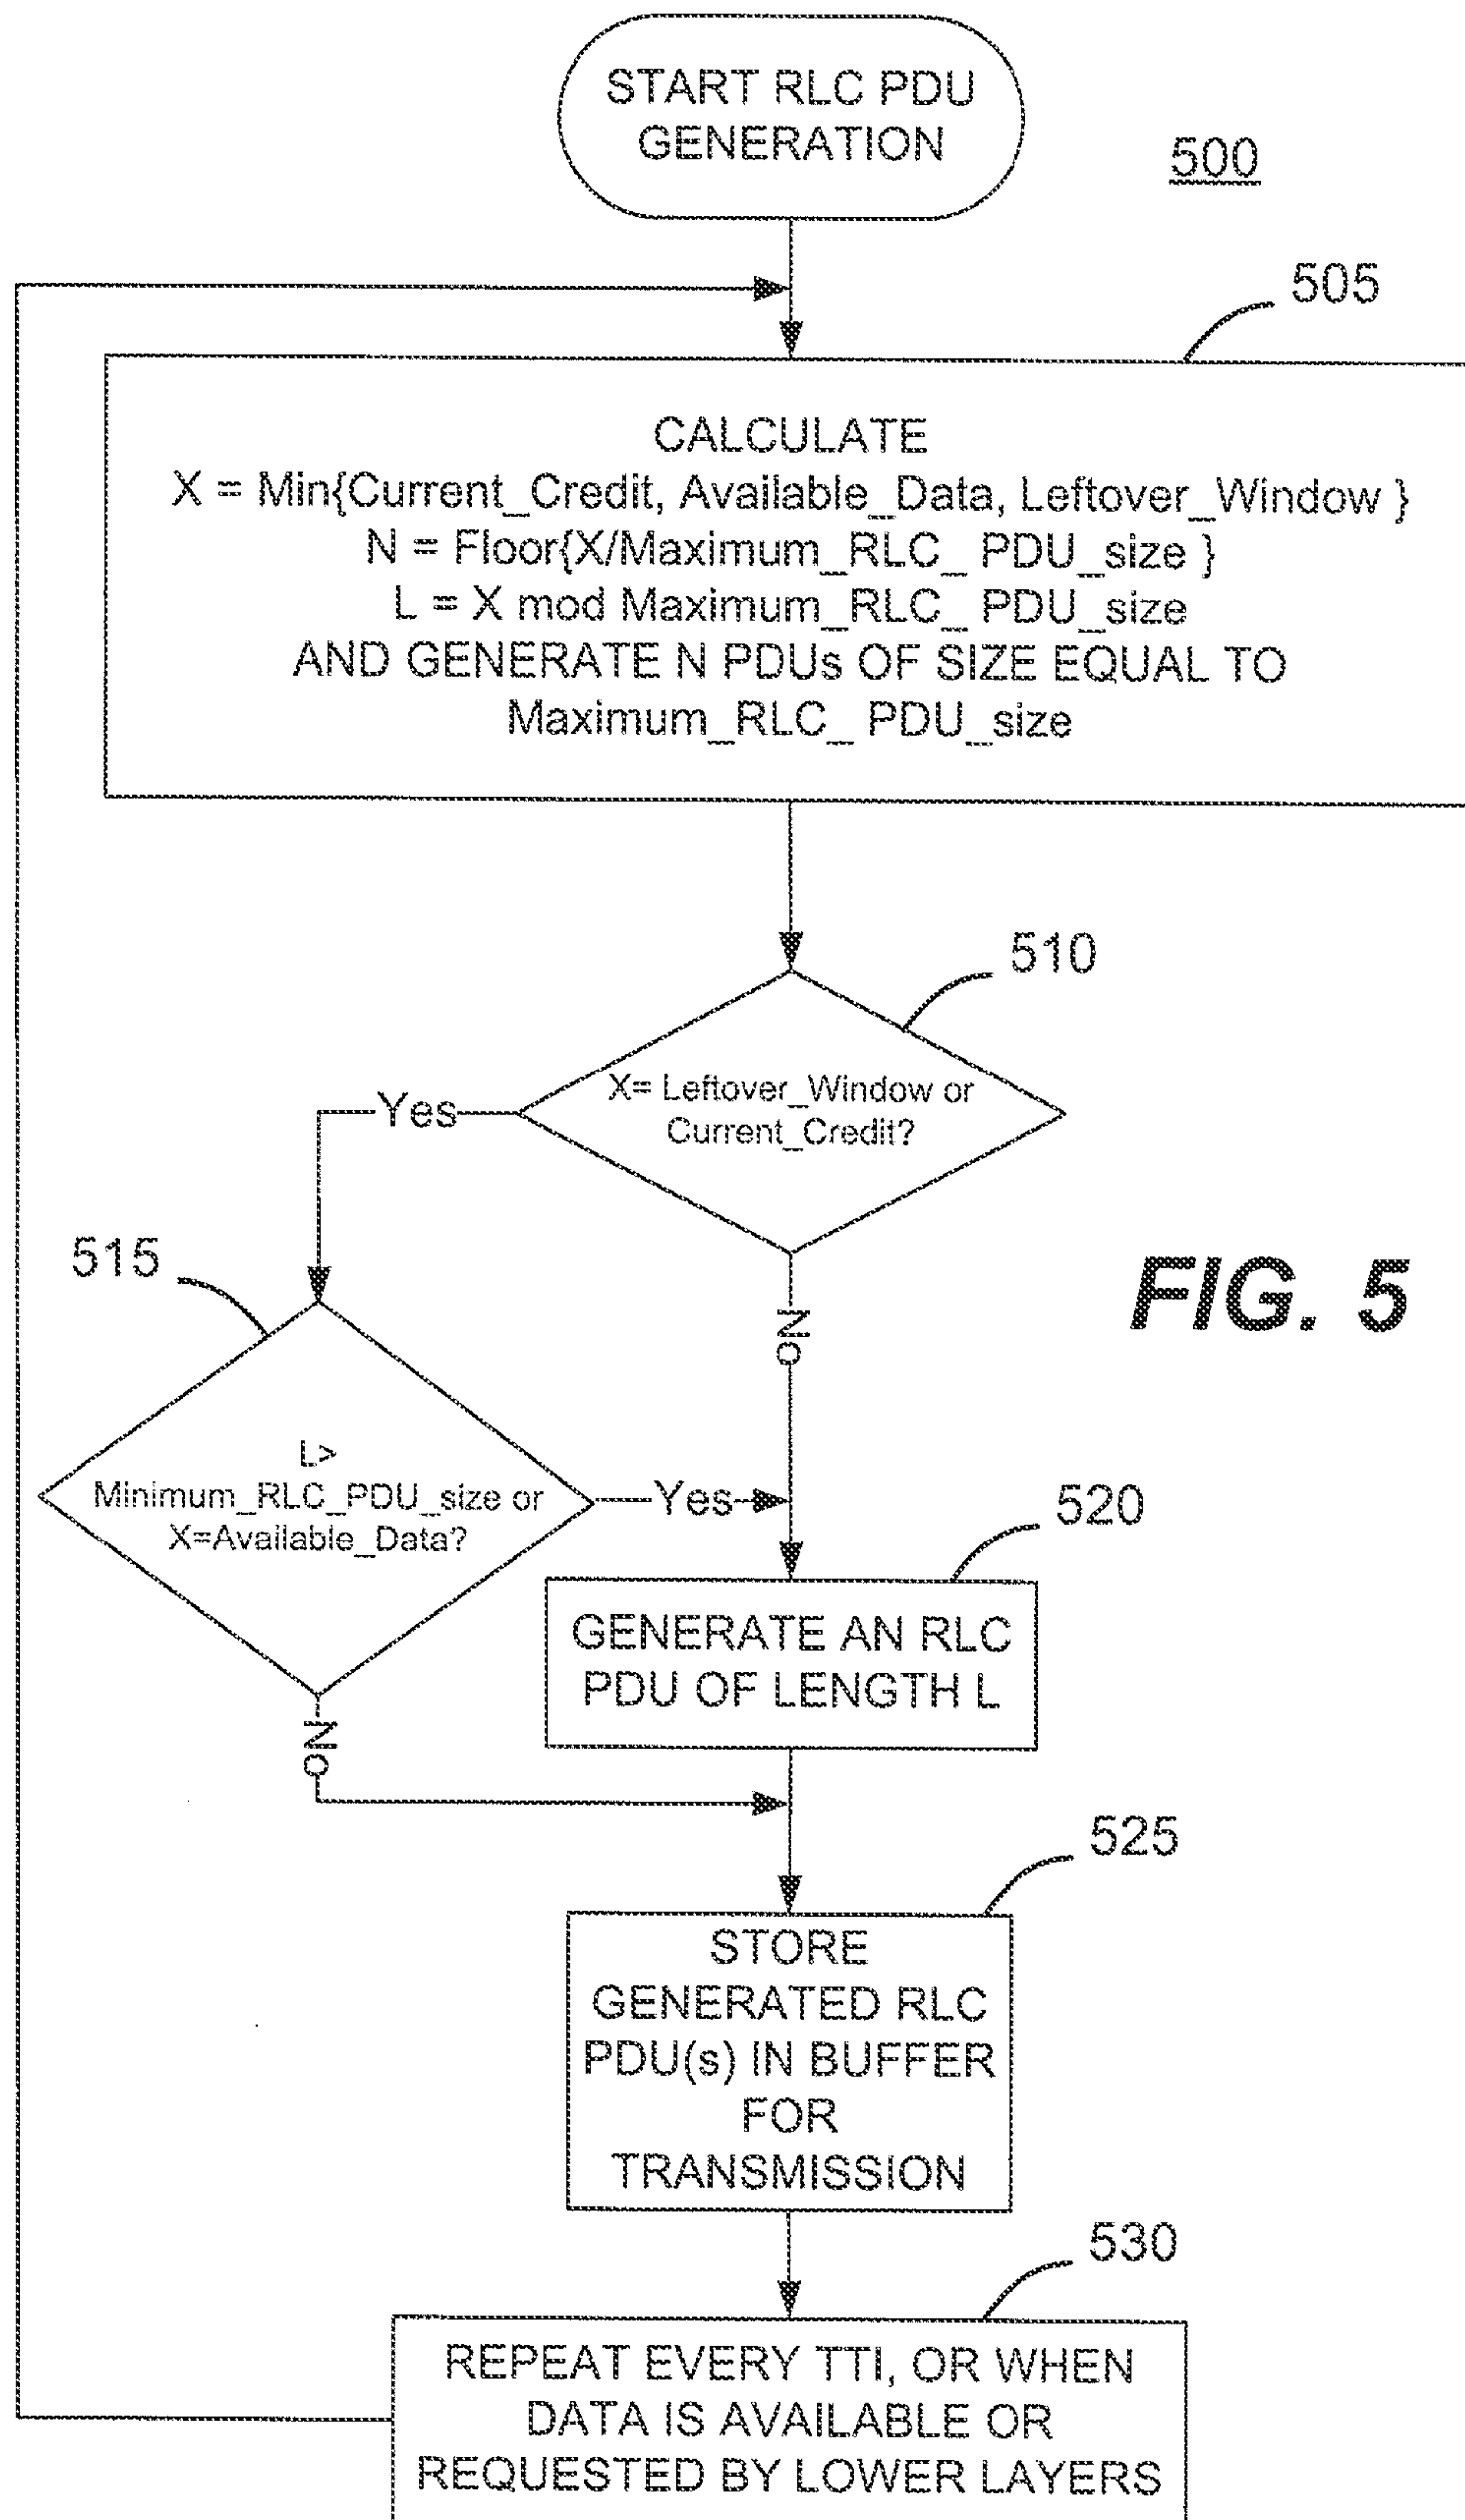 START RLC PDU
GENERATION
500
505
CALCULATE
X = Min{Current_Credit, Available_Data, Leftover_Window }
N = Floor{X/Maximum_RLC_ PDU_size }
L = X mod Maximum_RLC_ PDU_size
AND GENERATE N PDUs OF SIZE EQUAL TO
Maximum_RLC_ PDU_size
510
X= Leftover_Window or
Current_Credit?
Yes
No
515
FIG. 5
L>
Minimum_RLC_PDU_size or
X=Available_Data?
Yes
No
520
GENERATE AN RLC
PDU OF LENGTH L
525
STORE
GENERATED RLC
PDU(s) IN BUFFER
FOR
TRANSMISSION
530
REPEAT EVERY TTI, OR WHEN
DATA IS AVAILABLE OR
REQUESTED BY LOWER LAYERS